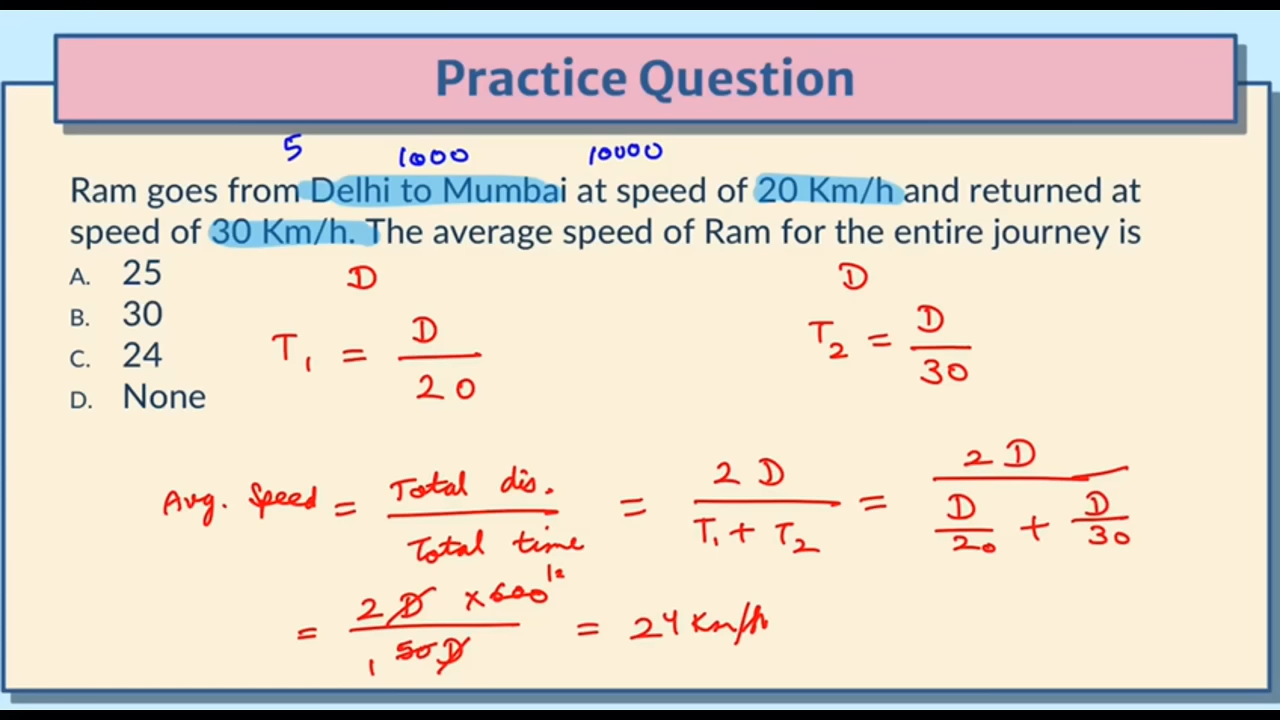 Practice Question
5 1000 10000
Ram goes from Delhi to Mumbai at speed of 20 Km/h and returned at
speed of 30 Km/h. The average speed of Ram for the entire journey is
A. 25
B. 30
C. 24
D. None
D D
T₁ = D/20 T₂ = D/30
Avg. Speed = Total dis. / Total time = 2D / T₁ + T₂ = 2D / D/20 + D/30
= 2D × 600 12 / 1 50D = 24 Km/h